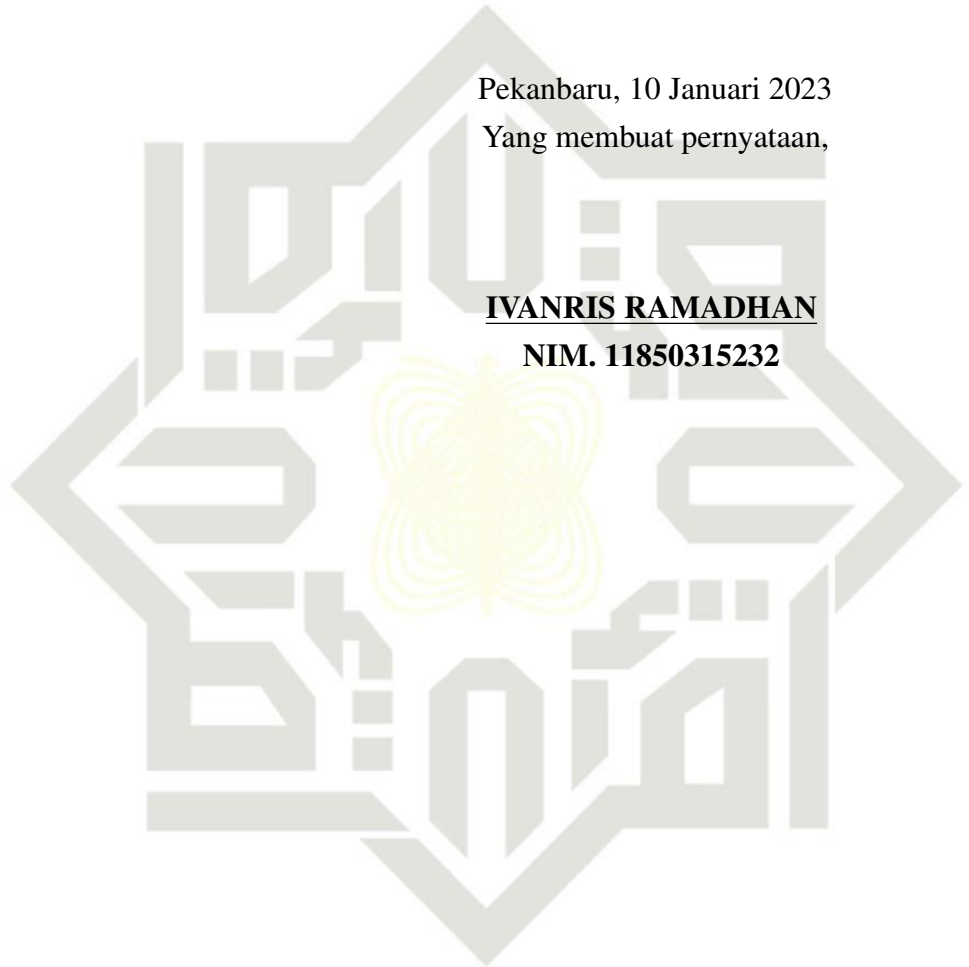 Pekanbaru, 10 Januari 2023
Yang membuat pernyataan,
IVANRIS RAMADHAN
NIM. 11850315232